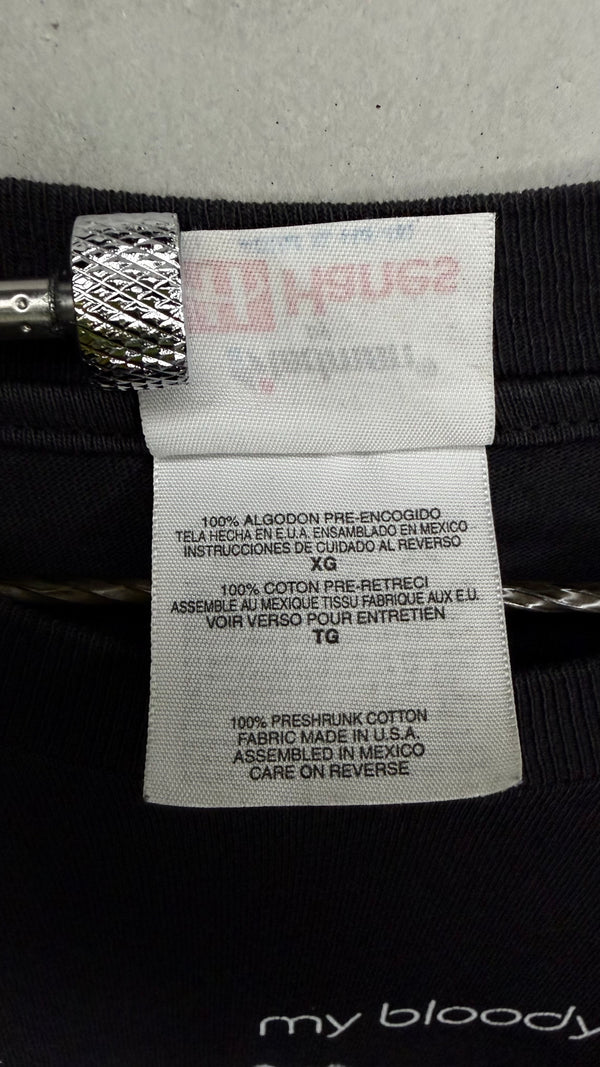 Hanes
100% ALGODON PRE-ENCOGIDO
TELA HECHA EN E.U.A. ENSAMBLADO EN MEXICO
INSTRUCCIONES DE CUIDADO AL REVERSO
XG
100% COTON PRE-RETRECI
ASSEMBLE AU MEXIQUE TISSU FABRIQUE AUX E.U.
VOIR VERSO POUR ENTRETIEN
TG
100% PRESHRUNK COTTON
FABRIC MADE IN U.S.A.
ASSEMBLED IN MEXICO
CARE ON REVERSE
my bloody